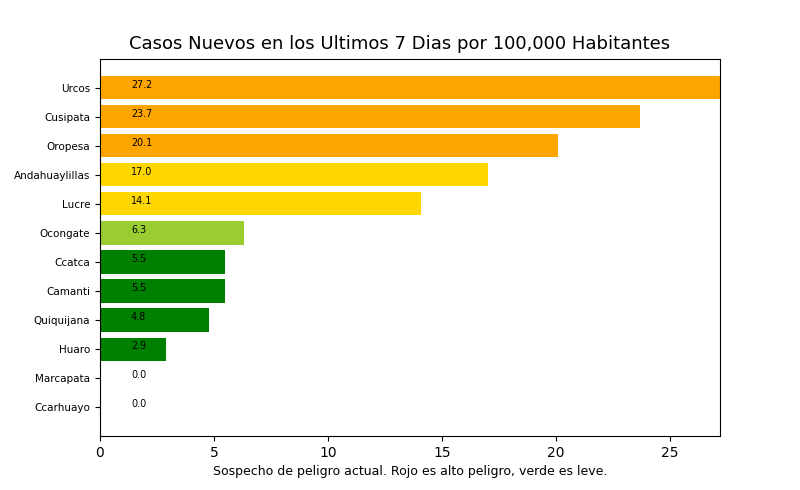 Casos Nuevos en los Ultimos 7 Dias por 100,000 Habitantes
Urcos 27.2
Cusipata 23.7
Oropesa 20.1
Andahuaylillas 17.0
Lucre 14.1
Ocongate 6.3
Ccatca 5.5
Camanti 5.5
Quiquijana 4.8
Huaro 2.9
Marcapata 0.0
Ccarhuayo 0.0
0 5 10 15 20 25
Sospecho de peligro actual. Rojo es alto peligro, verde es leve.